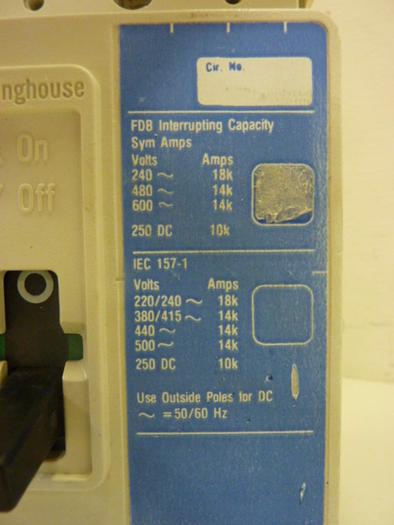 nghouse
On
Off
Cir. No.
FDB Interrupting Capacity
Sym Amps
Volts Amps
240 ~ 18k
480 ~ 14k
600 ~ 14k
250 DC 10k
IEC 157-1
Volts Amps
220/240 ~ 18k
380/415 ~ 14k
440 ~ 14k
500 ~ 14k
250 DC 10k
Use Outside Poles for DC
~ = 50/60 Hz